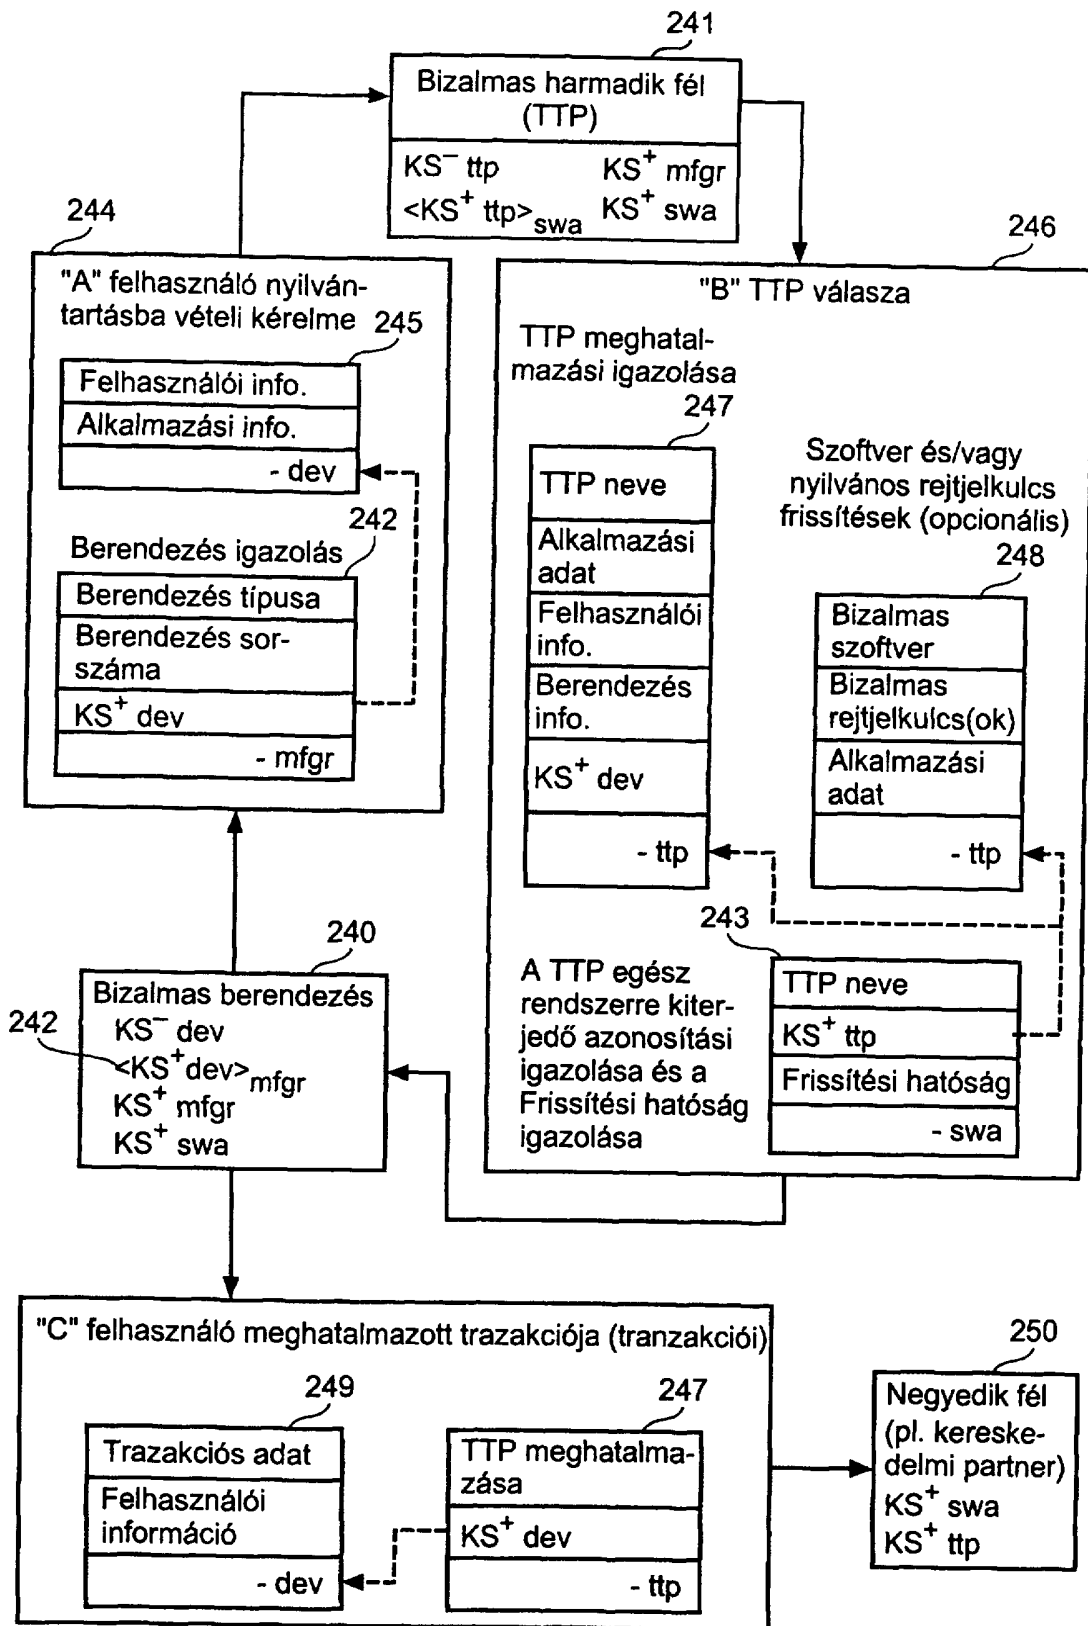 241
Bizalmas harmadik fél
(TTP)
KS⁻ ttp KS⁺ mfgr
<KS⁺ ttp>swa KS⁺ swa
244
"A" felhasználó nyilván-
tartásba vételi kérelme
245
Felhasználói info.
Alkalmazási info.
- dev
242
Berendezés igazolás
Berendezés típusa
Berendezés sor-
száma
KS⁺ dev
- mfgr
246
"B" TTP válasza
TTP meghatal-
mazási igazolása
247
TTP neve
Alkalmazási
adat
Felhasználói
info.
Berendezés
info.
KS⁺ dev
- ttp
Szoftver és/vagy
nyilvános rejtjelkulcs
frissítések (opcionális)
248
Bizalmas
szoftver
Bizalmas
rejtjelkulcs(ok)
Alkalmazási
adat
- ttp
243
A TTP egész
rendszerre kiter-
jedő azonosítási
igazolása és a
Frissítési hatóság
igazolása
TTP neve
KS⁺ ttp
Frissítési hatóság
- swa
240
Bizalmas berendezés
KS⁻ dev
242
<KS⁺dev>mfgr
KS⁺ mfgr
KS⁺ swa
"C" felhasználó meghatalmazott trazakciója (tranzakciói)
249
Trazakciós adat
Felhasználói
információ
- dev
247
TTP meghatalma-
zása
KS⁺ dev
- ttp
250
Negyedik fél
(pl. kereske-
delmi partner)
KS⁺ swa
KS⁺ ttp